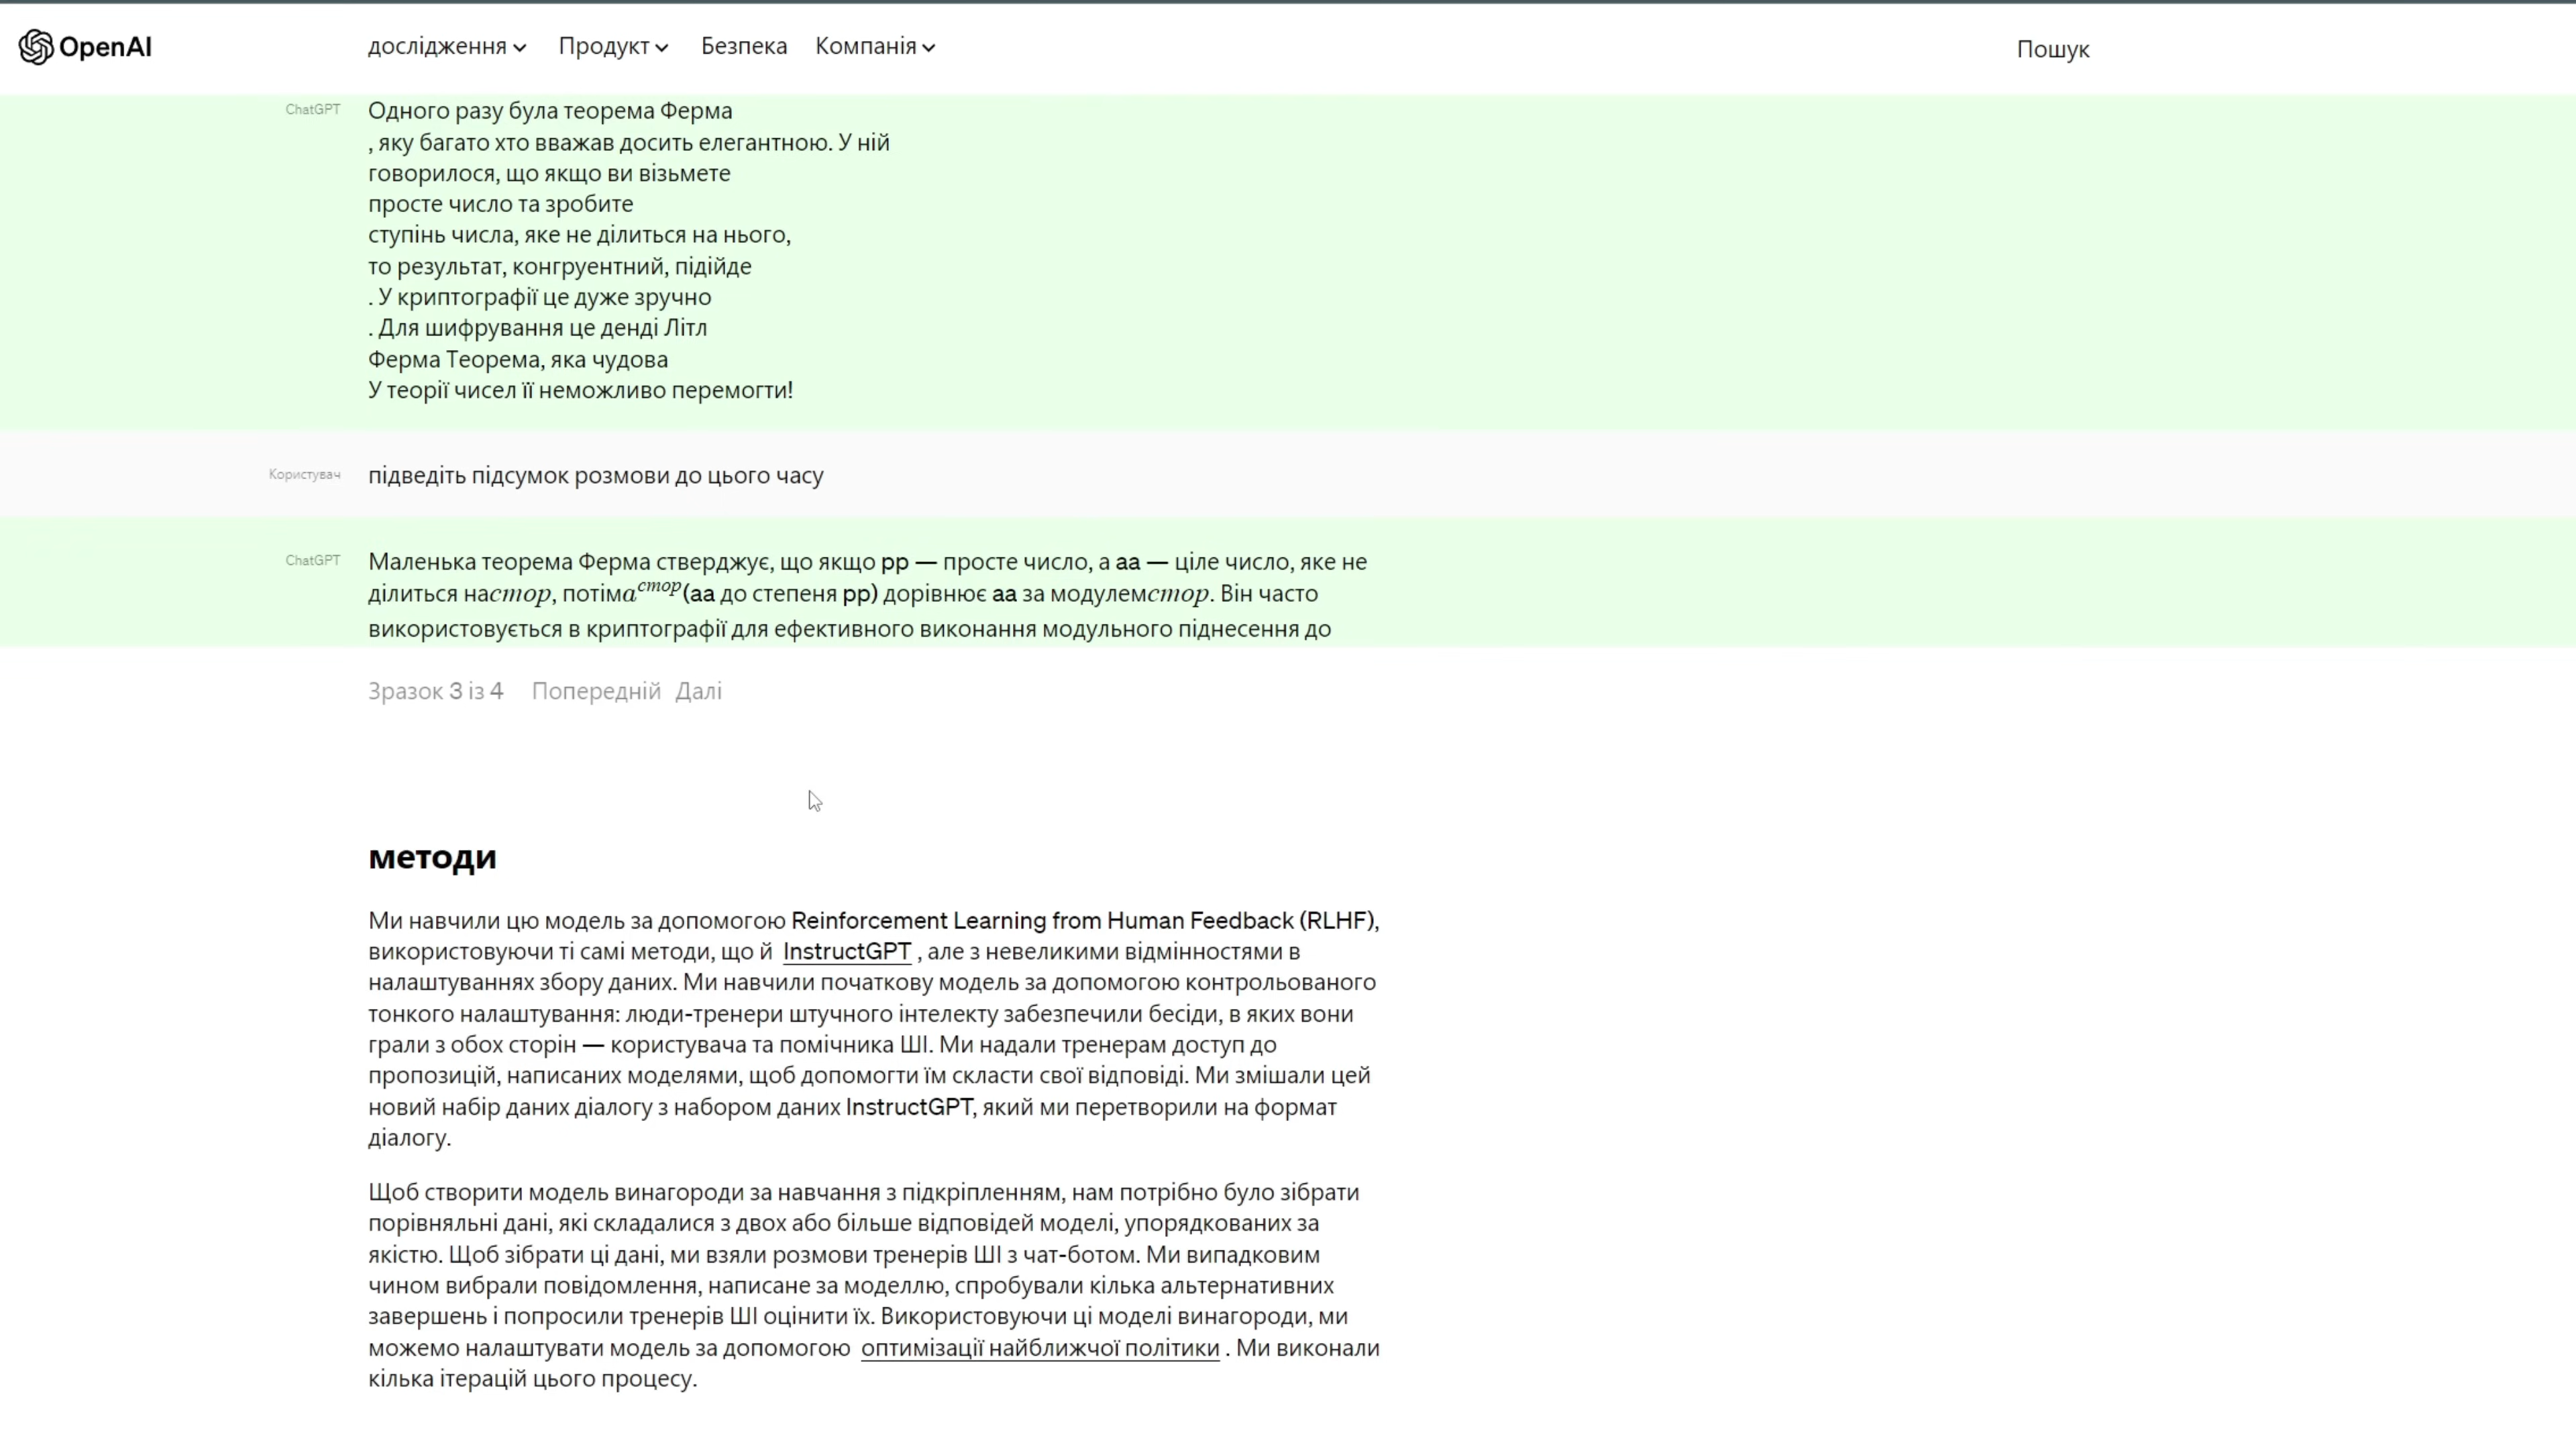 OpenAI
дослідження
Продукт
Безпека
Компанія
Пошук
ChatGPT
Одного разу була теорема Ферма
, яку багато хто вважав досить елегантною. У ній
говорилося, що якщо ви візьмете
просте число та зробите
ступінь числа, яке не ділиться на нього,
то результат, конгруентний, підійде
. У криптографії це дуже зручно
. Для шифрування це денді Літл
Ферма Теорема, яка чудова
У теорії чисел її неможливо перемогти!
Користувач
підведіть підсумок розмови до цього часу
ChatGPT
Маленька теорема Ферма стверджує, що якщо pp — просте число, а aa — ціле число, яке не
ділиться настор, потімa^стор(aa до степеня pp) дорівнює aa за модулемстор. Він часто
використовується в криптографії для ефективного виконання модульного піднесення до
Зразок 3 із 4 Попередній Далі
методи
Ми навчили цю модель за допомогою Reinforcement Learning from Human Feedback (RLHF),
використовуючи ті самі методи, що й InstructGPT , але з невеликими відмінностями в
налаштуваннях збору даних. Ми навчили початкову модель за допомогою контрольованого
тонкого налаштування: люди-тренери штучного інтелекту забезпечили бесіди, в яких вони
грали з обох сторін — користувача та помічника ШІ. Ми надали тренерам доступ до
пропозицій, написаних моделями, щоб допомогти їм скласти свої відповіді. Ми змішали цей
новий набір даних діалогу з набором даних InstructGPT, який ми перетворили на формат
діалогу.
Щоб створити модель винагороди за навчання з підкріпленням, нам потрібно було зібрати
порівняльні дані, які складалися з двох або більше відповідей моделі, упорядкованих за
якістю. Щоб зібрати ці дані, ми взяли розмови тренерів ШІ з чат-ботом. Ми випадковим
чином вибрали повідомлення, написане за моделлю, спробували кілька альтернативних
завершень і попросили тренерів ШІ оцінити їх. Використовуючи ці моделі винагороди, ми
можемо налаштувати модель за допомогою оптимізації найближчої політики . Ми виконали
кілька ітерацій цього процесу.